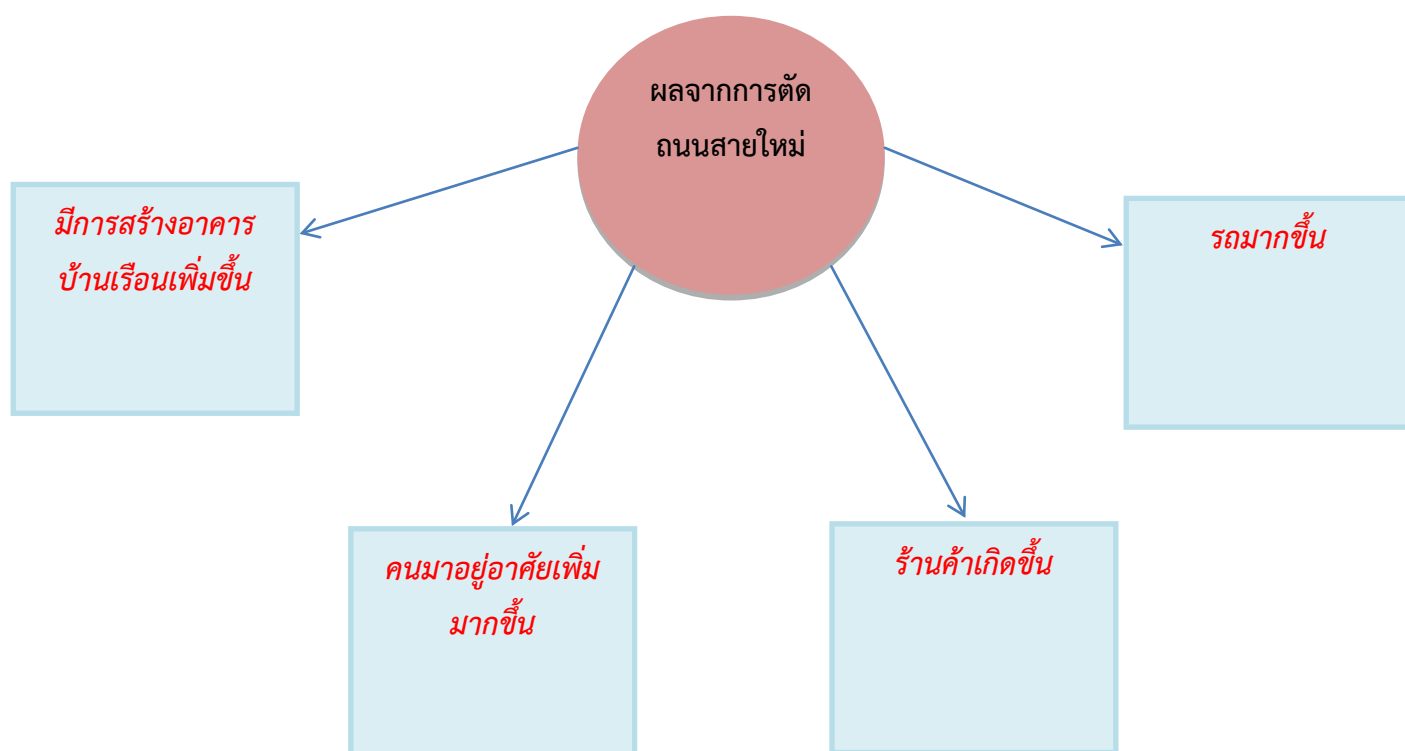 ผลจากการตัด
ถนนสายใหม่
มีการสร้างอาคาร
บ้านเรือนเพิ่มขึ้น
รถมากขึ้น
คนมาอยู่อาศัยเพิ่ม
มากขึ้น
ร้านค้าเกิดขึ้น